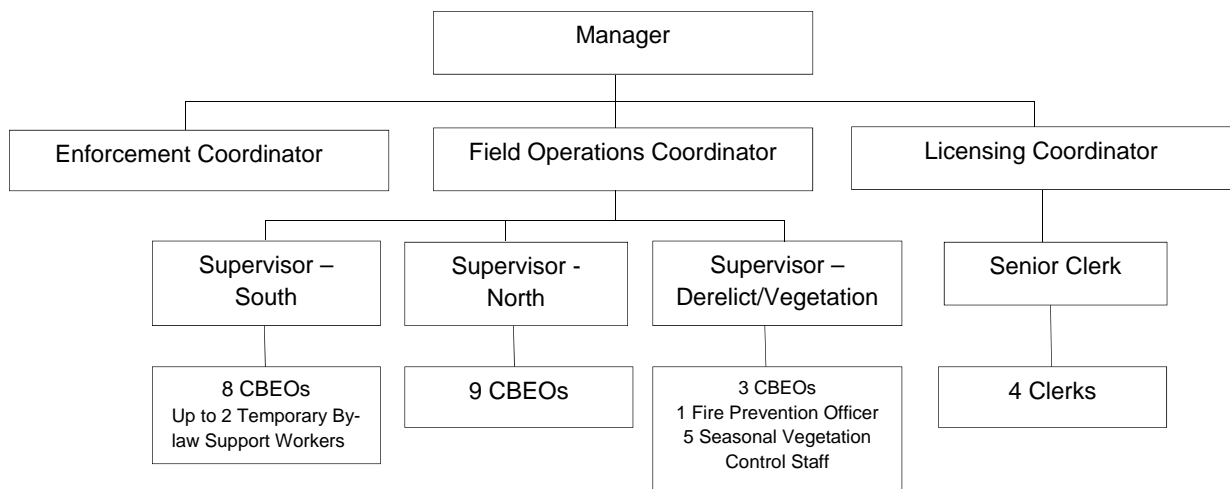 Manager
Enforcement Coordinator
Field Operations Coordinator
Licensing Coordinator
Supervisor –
South
Supervisor -
North
Supervisor –
Derelict/Vegetation
Senior Clerk
8 CBEOs
Up to 2 Temporary By-
law Support Workers
9 CBEOs
3 CBEOs
1 Fire Prevention Officer
5 Seasonal Vegetation
Control Staff
4 Clerks